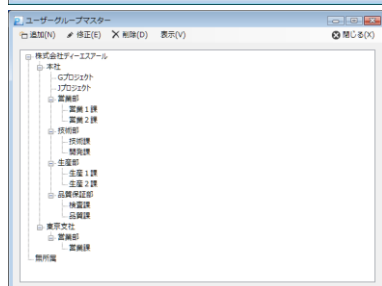 ユーザーグループマスター
追加(N) 修正(E) 削除(D) 表示(V) 閉じる(X)
株式会社ディーエスアール
本社
Gプロジェクト
Jプロジェクト
営業部
営業1課
営業2課
技術部
技術課
開発課
生産部
生産1課
生産2課
品質保証部
検査課
品質課
東京支社
営業部
営業課
無所属